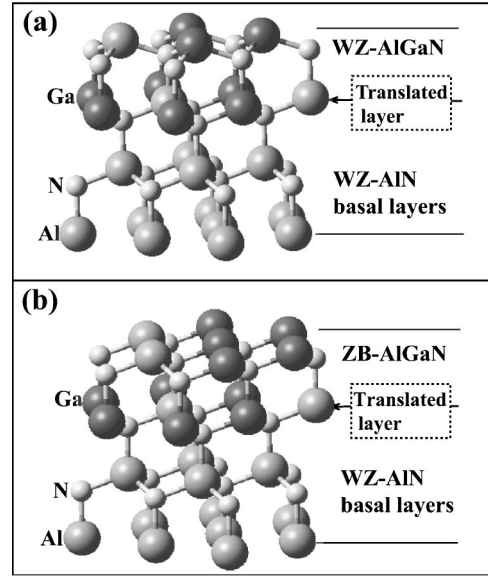 (a)
WZ-AlGaN
Ga
Translated
layer
N
WZ-AlN
basal layers
Al
(b)
ZB-AlGaN
Ga
Translated
layer
N
WZ-AlN
basal layers
Al